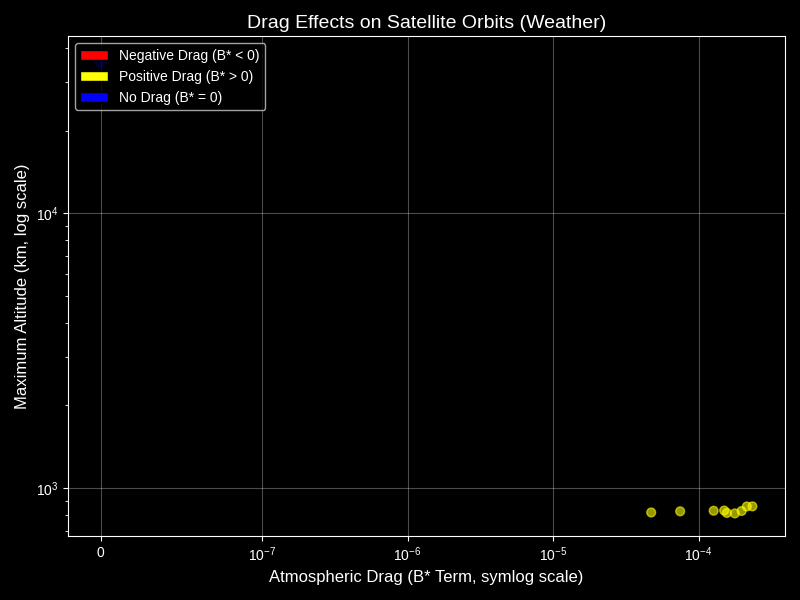 Drag Effects on Satellite Orbits (Weather)
Negative Drag (B* < 0)
Positive Drag (B* > 0)
No Drag (B* = 0)
Maximum Altitude (km, log scale)
10⁴
10³
0
10⁻⁷
10⁻⁶
10⁻⁵
10⁻⁴
Atmospheric Drag (B* Term, symlog scale)